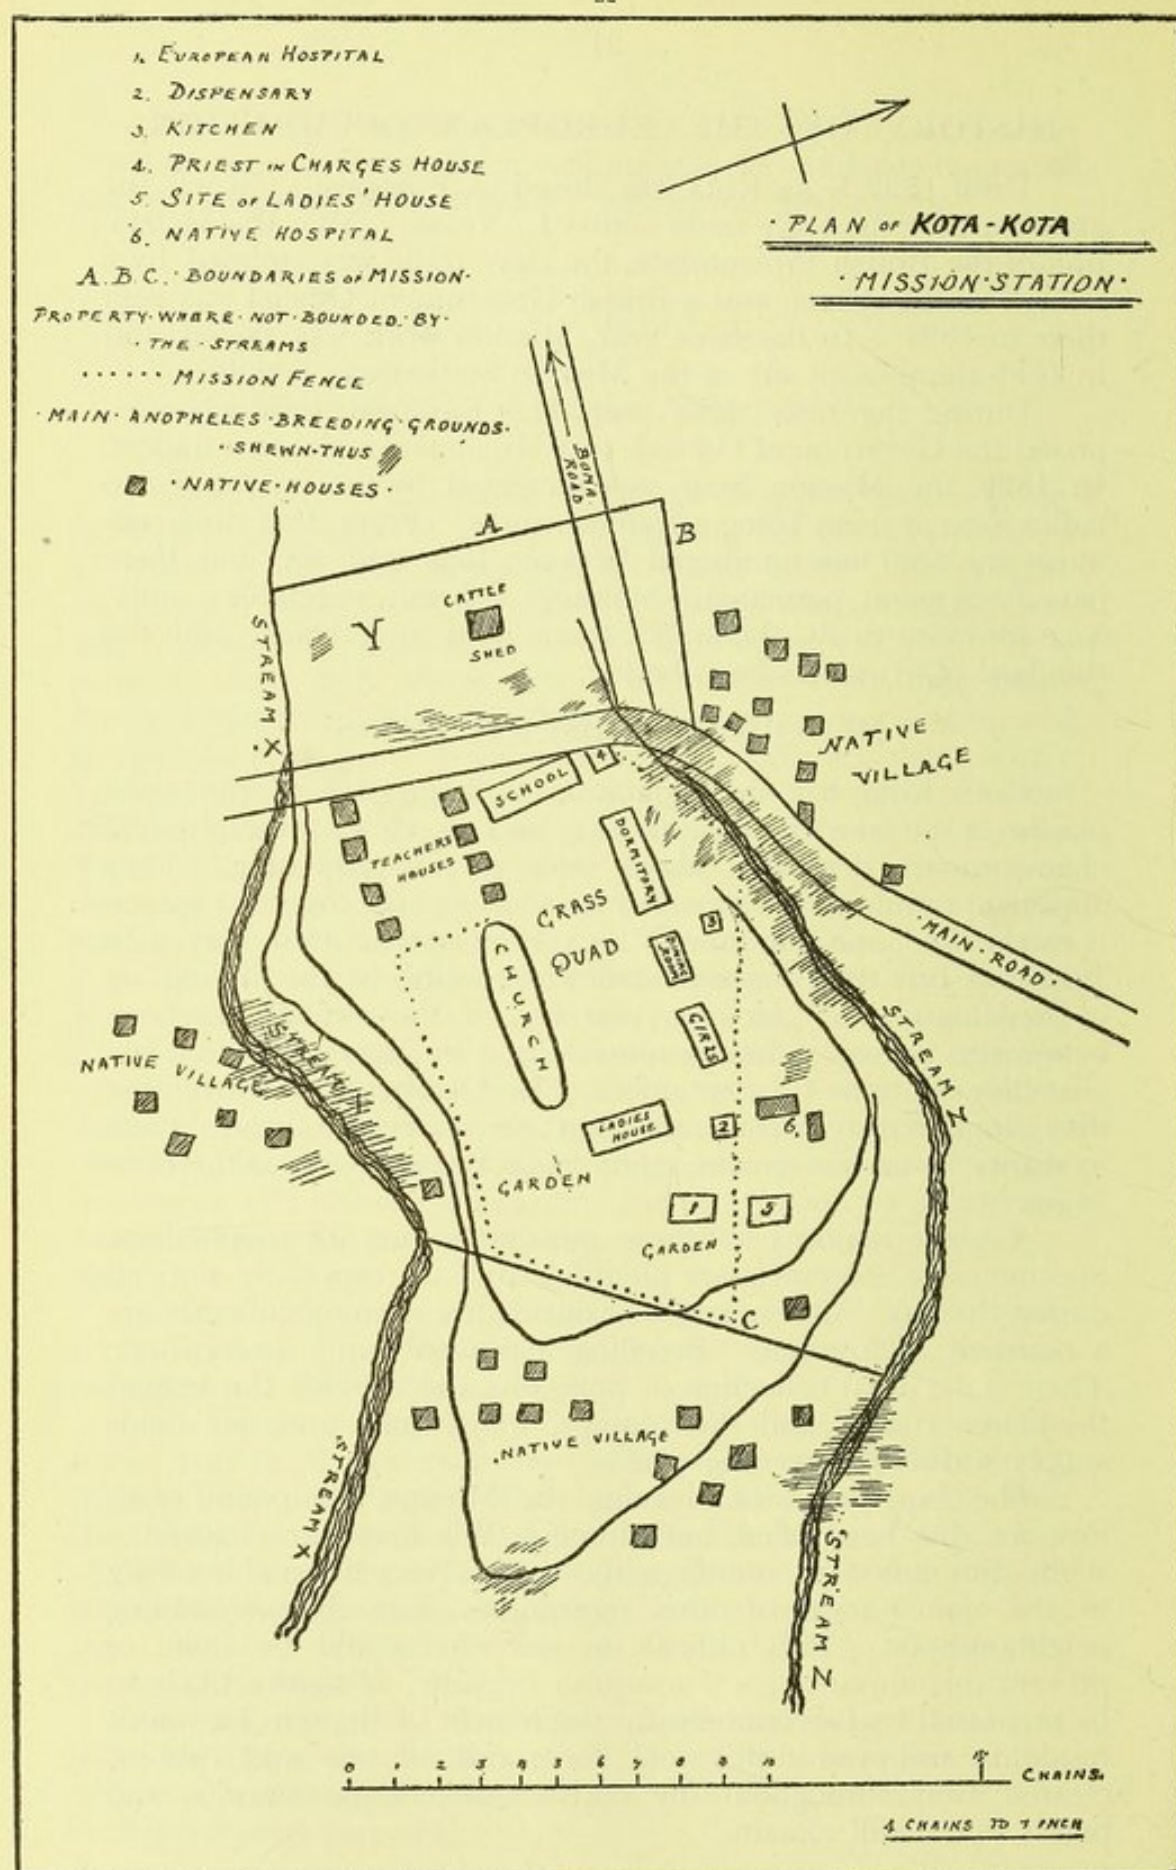 1. EUROPEAN HOSPITAL
2. DISPENSARY
3. KITCHEN
4. PRIEST IN CHARGES HOUSE
5. SITE OF LADIES' HOUSE
6. NATIVE HOSPITAL
A.B.C. BOUNDARIES OF MISSION
PROPERTY WHERE NOT BOUNDED BY
THE STREAMS
...... MISSION FENCE
MAIN ANOPHELES BREEDING GROUNDS
SHEWN THUS
NATIVE HOUSES
PLAN OF KOTA-KOTA
MISSION STATION
BOMA
ROAD
A
B
CATTLE
SHED
Y
STREAM X
NATIVE
VILLAGE
SCHOOL
4
TEACHERS
HOUSES
DORMITORY
GRASS
QUAD
3
DINING
ROOM
MAIN ROAD
CHURCH
GIRLS
STREAM Z
STREAM
NATIVE VILLAGE
LADIES
HOUSE
2
6.
GARDEN
1
5
GARDEN
C
NATIVE VILLAGE
STREAM X
STREAM Z
0 1 2 3 4 5 6 7 8 9 10 15 CHAINS.
4 CHAINS TO 1 INCH